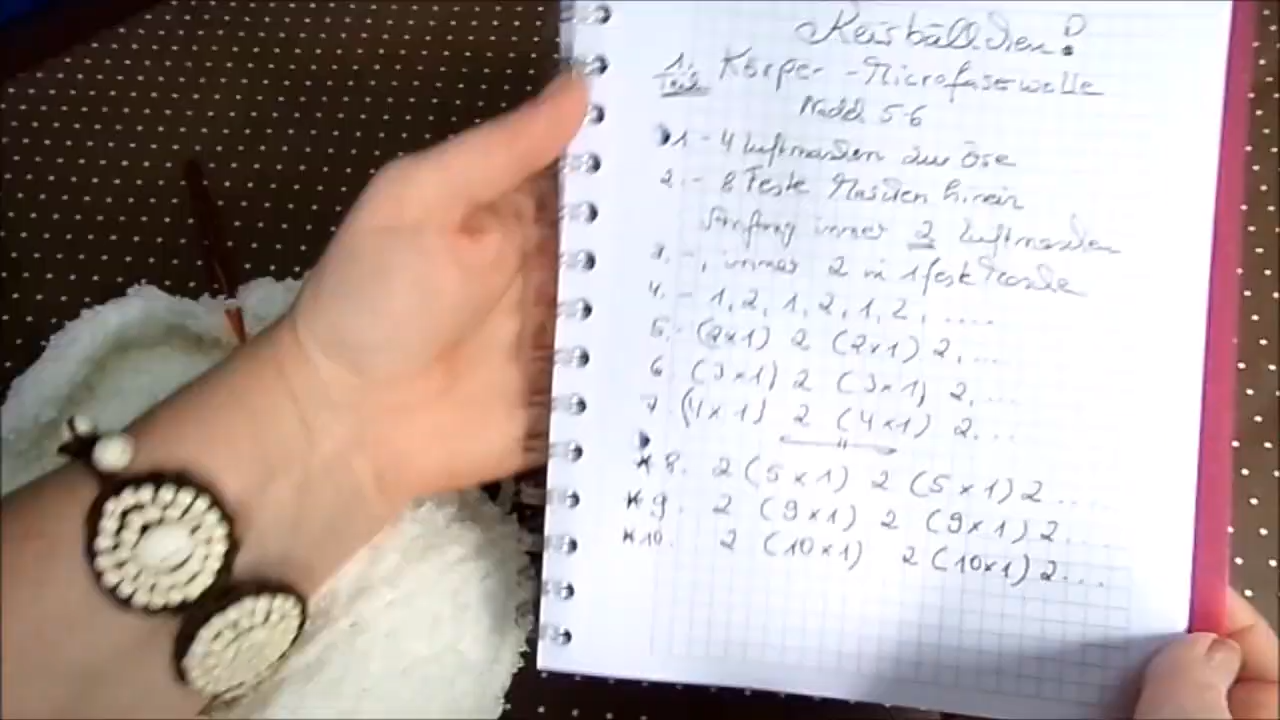 Reisbällchen!
1. Teil Körper - Microfaserwolle
Nadel 5-6
1 - 4 Luftmaschen zur Öse
2. - 8 Feste Maschen hinein
Anfang immer 2 Luftmaschen
3. -, immer 2 in 1 feste Masche
4. - 1, 2, 1, 2, 1, 2, ....
5. - (2x1) 2 (2x1) 2, ...
6 (3x1) 2 (3x1) 2, ...
7. (4x1) 2 (4x1) 2. ...
* 8. 2 (5x1) 2 (5x1) 2 ....
* 9. 2 (9x1) 2 (9x1) 2 ....
* 10. 2 (10x1) 2 (10x1) 2 ...